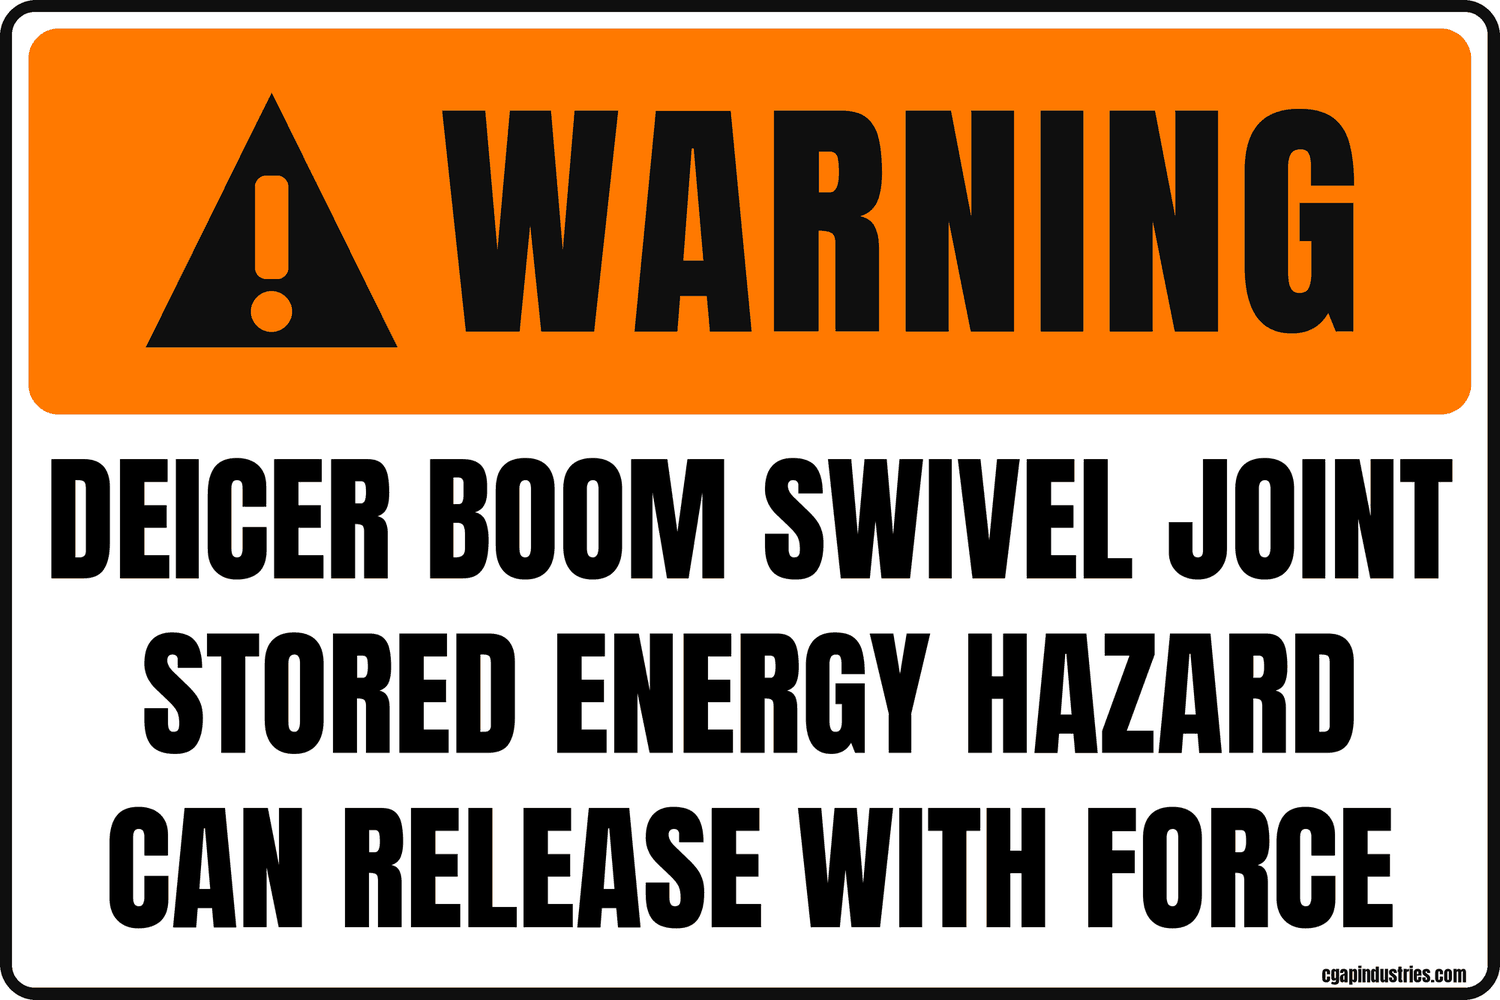 WARNING
DEICER BOOM SWIVEL JOINT
STORED ENERGY HAZARD
CAN RELEASE WITH FORCE
cgapindustries.com